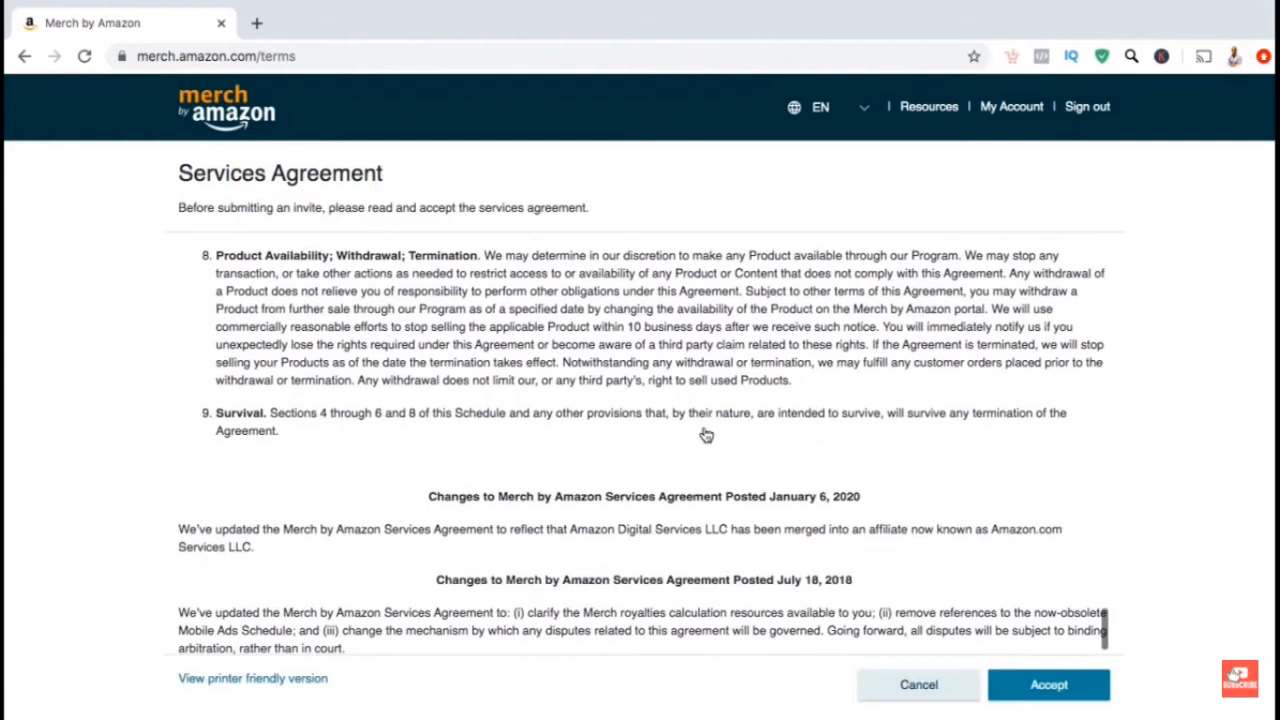 Merch by Amazon
merch.amazon.com/terms
IQ
merch
by amazon
EN
Resources
My Account
Sign out
Services Agreement
Before submitting an invite, please read and accept the services agreement.
8. Product Availability; Withdrawal; Termination. We may determine in our discretion to make any Product available through our Program. We may stop any
transaction, or take other actions as needed to restrict access to or availability of any Product or Content that does not comply with this Agreement. Any withdrawal of
a Product does not relieve you of responsibility to perform other obligations under this Agreement. Subject to other terms of this Agreement, you may withdraw a
Product from further sale through our Program as of a specified date by changing the availability of the Product on the Merch by Amazon portal. We will use
commercially reasonable efforts to stop selling the applicable Product within 10 business days after we receive such notice. You will immediately notify us if you
unexpectedly lose the rights required under this Agreement or become aware of a third party claim related to these rights. If the Agreement is terminated, we will stop
selling your Products as of the date the termination takes effect. Notwithstanding any withdrawal or termination, we may fulfill any customer orders placed prior to the
withdrawal or termination. Any withdrawal does not limit our, or any third party's, right to sell used Products.
9. Survival. Sections 4 through 6 and 8 of this Schedule and any other provisions that, by their nature, are intended to survive, will survive any termination of the
Agreement.
Changes to Merch by Amazon Services Agreement Posted January 6, 2020
We've updated the Merch by Amazon Services Agreement to reflect that Amazon Digital Services LLC has been merged into an affiliate now known as Amazon.com
Services LLC.
Changes to Merch by Amazon Services Agreement Posted July 18, 2018
We've updated the Merch by Amazon Services Agreement to: (i) clarify the Merch royalties calculation resources available to you; (ii) remove references to the now-obsolete
Mobile Ads Schedule; and (iii) change the mechanism by which any disputes related to this agreement will be governed. Going forward, all disputes will be subject to binding
arbitration, rather than in court.
View printer friendly version
Cancel
Accept
SUBSCRIBE